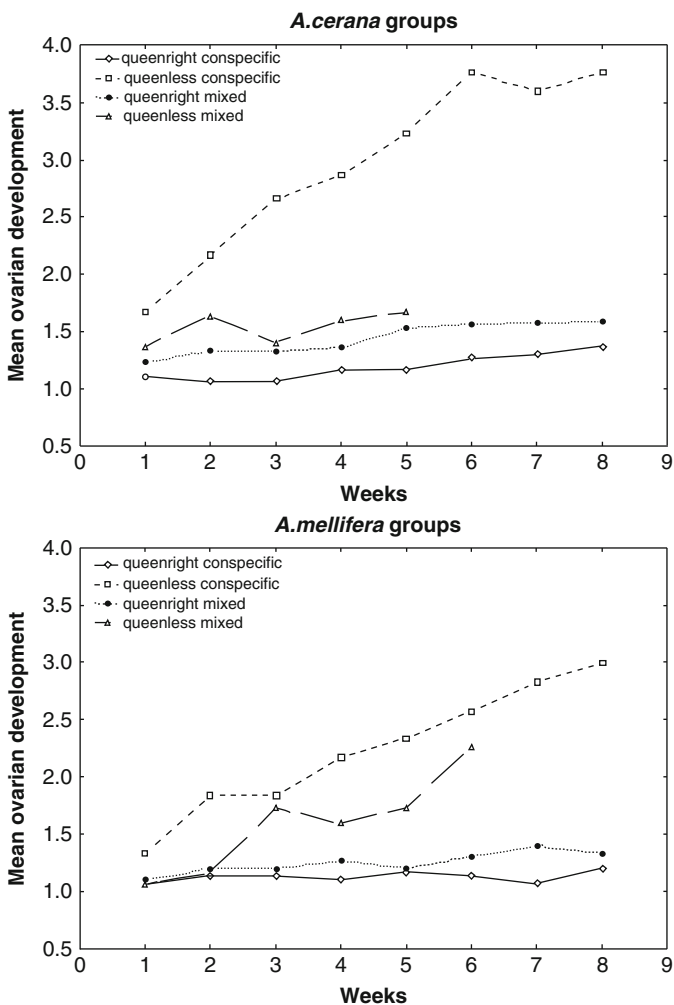 A.cerana groups
4.0
3.5
3.0
2.5
2.0
1.5
1.0
0.5
Mean ovarian development
queenright conspecific
queenless conspecific
queenright mixed
queenless mixed
0 1 2 3 4 5 6 7 8 9
Weeks
A.mellifera groups
4.0
3.5
3.0
2.5
2.0
1.5
1.0
0.5
Mean ovarian development
queenright conspecific
queenless conspecific
queenright mixed
queenless mixed
0 1 2 3 4 5 6 7 8 9
Weeks